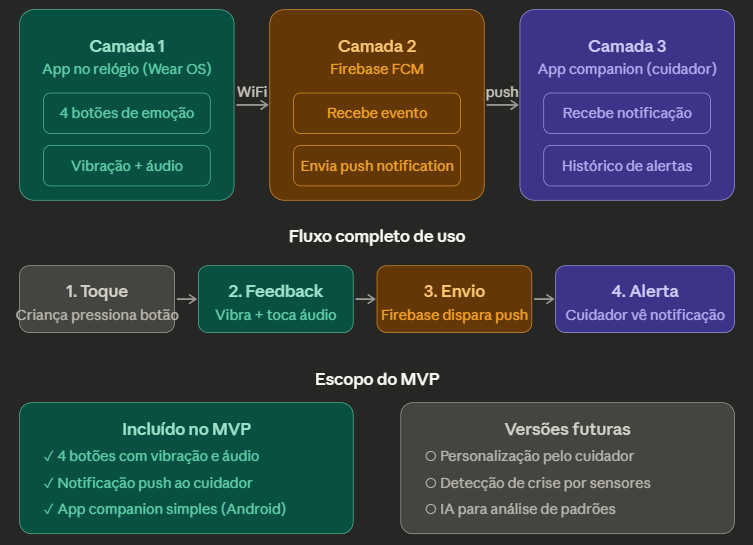 Camada 1
App no relógio (Wear OS)
4 botões de emoção
Vibração + áudio
WiFi
Camada 2
Firebase FCM
Recebe evento
Envia push notification
push
Camada 3
App companion (cuidador)
Recebe notificação
Histórico de alertas
Fluxo completo de uso
1. Toque
Criança pressiona botão
2. Feedback
Vibra + toca áudio
3. Envio
Firebase dispara push
4. Alerta
Cuidador vê notificação
Escopo do MVP
Incluído no MVP
✓ 4 botões com vibração e áudio
✓ Notificação push ao cuidador
✓ App companion simples (Android)
Versões futuras
○ Personalização pelo cuidador
○ Detecção de crise por sensores
○ IA para análise de padrões